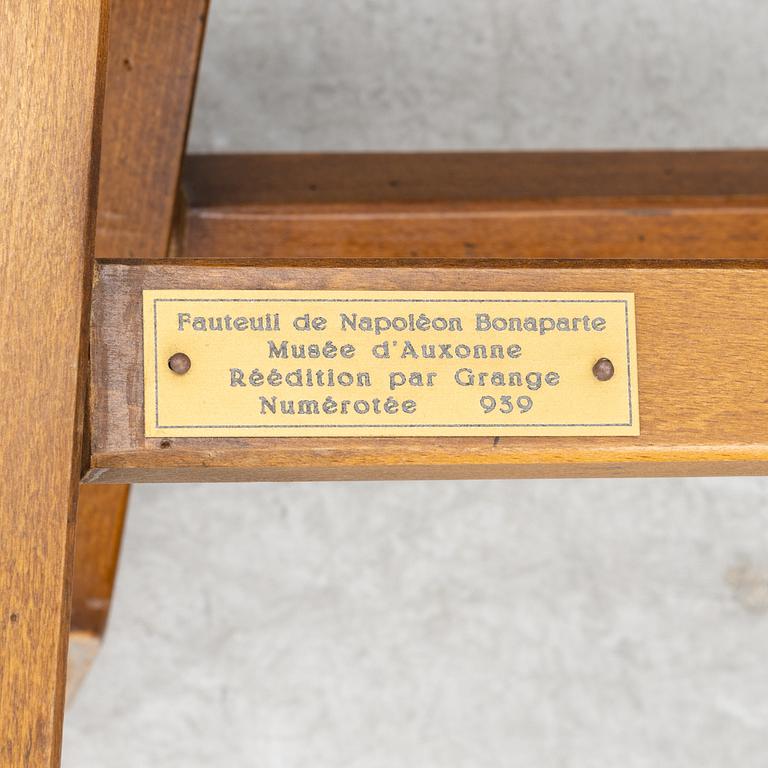 Fauteuil de Napoléon Bonaparte
Musée d'Auxonne
Réédition par Grange
Numérotée 939